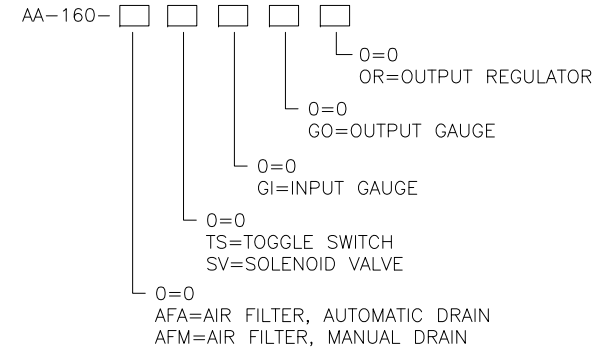 AA-160-
0=0
OR=OUTPUT REGULATOR
0=0
GO=OUTPUT GAUGE
0=0
GI=INPUT GAUGE
0=0
TS=TOGGLE SWITCH
SV=SOLENOID VALVE
0=0
AFA=AIR FILTER, AUTOMATIC DRAIN
AFM=AIR FILTER, MANUAL DRAIN